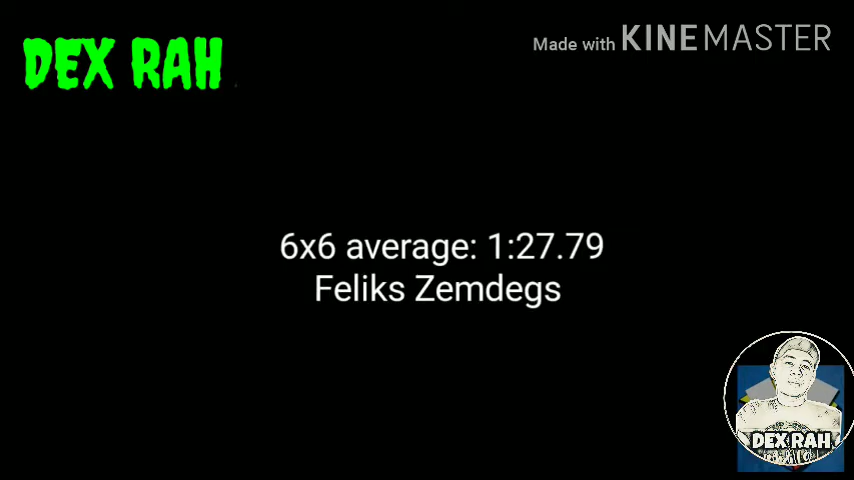 DEX RAH
Made with KINEMASTER
6x6 average: 1:27.79
Feliks Zemdegs
DEX RAH